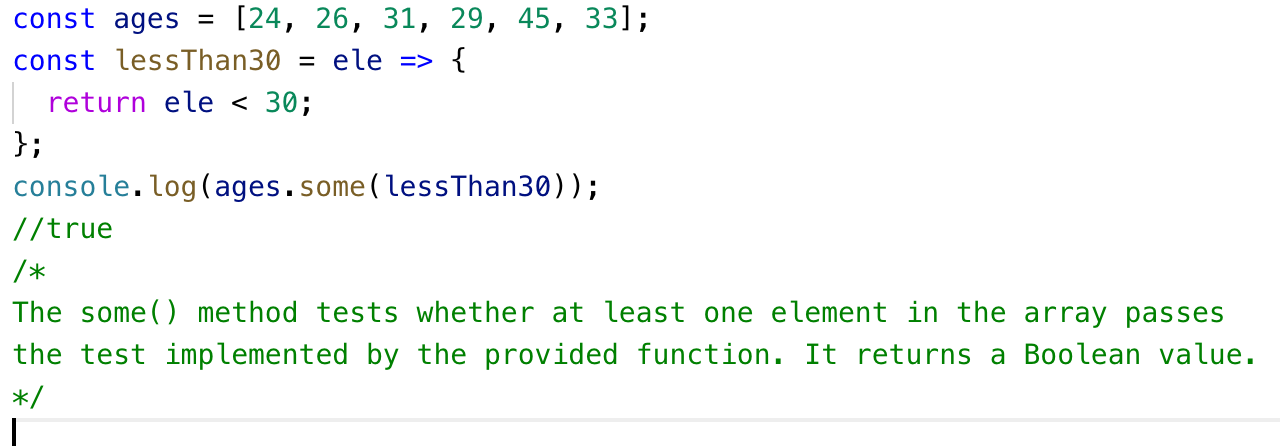 const ages = [24, 26, 31, 29, 45, 33];
const lessThan30 = ele => {
  return ele < 30;
};
console.log(ages.some(lessThan30));
//true
/*
The some() method tests whether at least one element in the array passes
the test implemented by the provided function. It returns a Boolean value.
*/